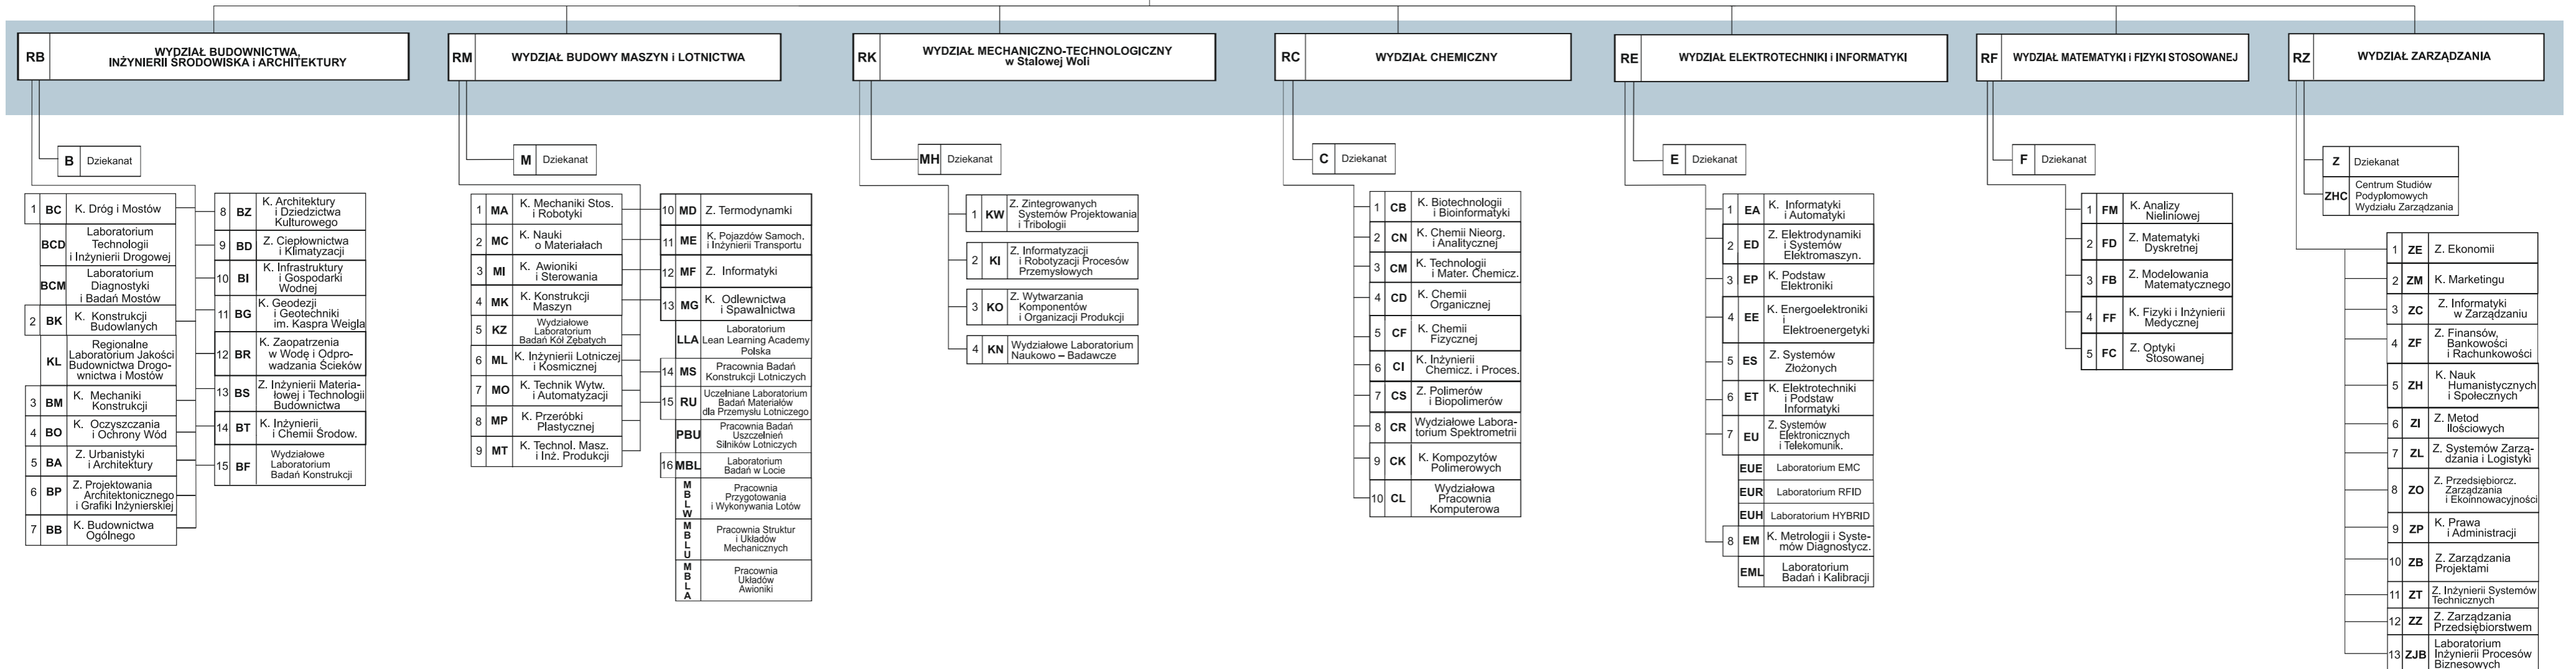 RB
WYDZIAŁ BUDOWNICTWA,
INŻYNIERII ŚRODOWISKA i ARCHITEKTURY
B Dziekanat
1 BC K. Dróg i Mostów
BCD Laboratorium
Technologii
i Inżynierii Drogowej
BCM Laboratorium
Diagnostyki
i Badań Mostów
2 BK K. Konstrukcji
Budowlanych
KL Regionalne
Laboratorium Jakości
Budownictwa Drogo-
wnictwa i Mostów
3 BM K. Mechaniki
Konstrukcji
4 BO K. Oczyszczania
i Ochrony Wód
5 BA Z. Urbanistyki
i Architektury
6 BP Z. Projektowania
Architektonicznego
i Grafiki Inżynierskiej
7 BB K. Budownictwa
Ogólnego
8 BZ K. Architektury
i Dziedzictwa
Kulturowego
9 BD Z. Ciepłownictwa
i Klimatyzacji
10 BI K. Infrastruktury
i Gospodarki
Wodnej
11 BG K. Geodezji
i Geotechniki
im. Kaspra Weigla
12 BR K. Zaopatrzenia
w Wodę i Odpro-
wadzania Ścieków
13 BS Z. Inżynierii Materia-
łowej i Technologii
Budownictwa
14 BT K. Inżynierii
i Chemii Środow.
15 BF Wydziałowe
Laboratorium
Badań Konstrukcji
RM WYDZIAŁ BUDOWY MASZYN i LOTNICTWA
M Dziekanat
1 MA K. Mechaniki Stos.
i Robotyki
2 MC K. Nauki
o Materiałach
3 MI K. Awioniki
i Sterowania
4 MK K. Konstrukcji
Maszyn
5 KZ Wydziałowe
Laboratorium
Badań Kół Zębatych
6 ML K. Inżynierii Lotniczej
i Kosmicznej
7 MO K. Technik Wytw.
i Automatyzacji
8 MP K. Przeróbki
Plastycznej
9 MT K. Technol. Masz.
i Inż. Produkcji
10 MD Z. Termodynamki
11 ME K. Pojazdów Samoch.
i Inżynierii Transportu
12 MF Z. Informatyki
13 MG K. Odlewnictwa
i Spawalnictwa
LLA Laboratorium
Lean Learning Academy
Polska
14 MS Pracownia Badań
Konstrukcji Lotniczych
15 RU Uczelniane Laboratorium
Badań Materiałów
dla Przemysłu Lotniczego
PBU Pracownia Badań
Uszczelnień
Silników Lotniczych
16 MBL Laboratorium
Badań w Locie
MBLW Pracownia
Przygotowania
i Wykonywania Lotów
MBLU Pracownia Struktur
i Układów
Mechanicznych
MBLA Pracownia
Układów
Awioniki
RK WYDZIAŁ MECHANICZNO-TECHNOLOGICZNY
w Stalowej Woli
MH Dziekanat
1 KW Z. Zintegrowanych
Systemów Projektowania
i Tribologii
2 KI Z. Informatyzacji
i Robotyzacji Procesów
Przemysłowych
3 KO Z. Wytwarzania
Komponentów
i Organizacji Produkcji
4 KN Wydziałowe Laboratorium
Naukowo – Badawcze
RC WYDZIAŁ CHEMICZNY
C Dziekanat
1 CB K. Biotechnologii
i Bioinformatyki
2 CN K. Chemii Nieorg.
i Analitycznej
3 CM K. Technologii
i Mater. Chemicz.
4 CD K. Chemii
Organicznej
5 CF K. Chemii
Fizycznej
6 CI K. Inżynierii
Chemicz. i Proces.
7 CS Z. Polimerów
i Biopolimerów
8 CR Wydziałowe Labora-
torium Spektrometrii
9 CK K. Kompozytów
Polimerowych
10 CL Wydziałowa
Pracownia
Komputerowa
RE WYDZIAŁ ELEKTROTECHNIKI i INFORMATYKI
E Dziekanat
1 EA K. Informatyki
i Automatyki
2 ED Z. Elektrodynamiki
i Systemów
Elektromaszyn.
3 EP K. Podstaw
Elektroniki
4 EE K. Energoelektroniki
i
Elektroenergetyki
5 ES Z. Systemów
Złożonych
6 ET K. Elektrotechniki
i Podstaw
Informatyki
7 EU Z. Systemów
Elektronicznych
i Telekomunik.
EUE Laboratorium EMC
EUR Laboratorium RFID
EUH Laboratorium HYBRID
8 EM K. Metrologii i Syste-
mów Diagnostycz.
EML Laboratorium
Badań i Kalibracji
RF WYDZIAŁ MATEMATYKI i FIZYKI STOSOWANEJ
F Dziekanat
1 FM K. Analizy
Nieliniowej
2 FD Z. Matematyki
Dyskretnej
3 FB Z. Modelowania
Matematycznego
4 FF K. Fizyki i Inżynierii
Medycznej
5 FC Z. Optyki
Stosowanej
RZ WYDZIAŁ ZARZĄDZANIA
Z Dziekanat
ZHC Centrum Studiów
Podyplomowych
Wydziału Zarządzania
1 ZE Z. Ekonomii
2 ZM K. Marketingu
3 ZC Z. Informatyki
w Zarządzaniu
4 ZF Z. Finansów,
Bankowości
i Rachunkowości
5 ZH K. Nauk
Humanistycznych
i Społecznych
6 ZI Z. Metod
Ilościowych
7 ZL Z. Systemów Zarzą-
dzania i Logistyki
8 ZO Z. Przedsiębiorcz.
Zarządzania
i Ekoinnowacyjności
9 ZP K. Prawa
i Administracji
10 ZB Z. Zarządzania
Projektami
11 ZT Z. Inżynierii Systemów
Technicznych
12 ZZ Z. Zarządzania
Przedsiębiorstwem
13 ZJB Laboratorium
Inżynierii Procesów
Biznesowych